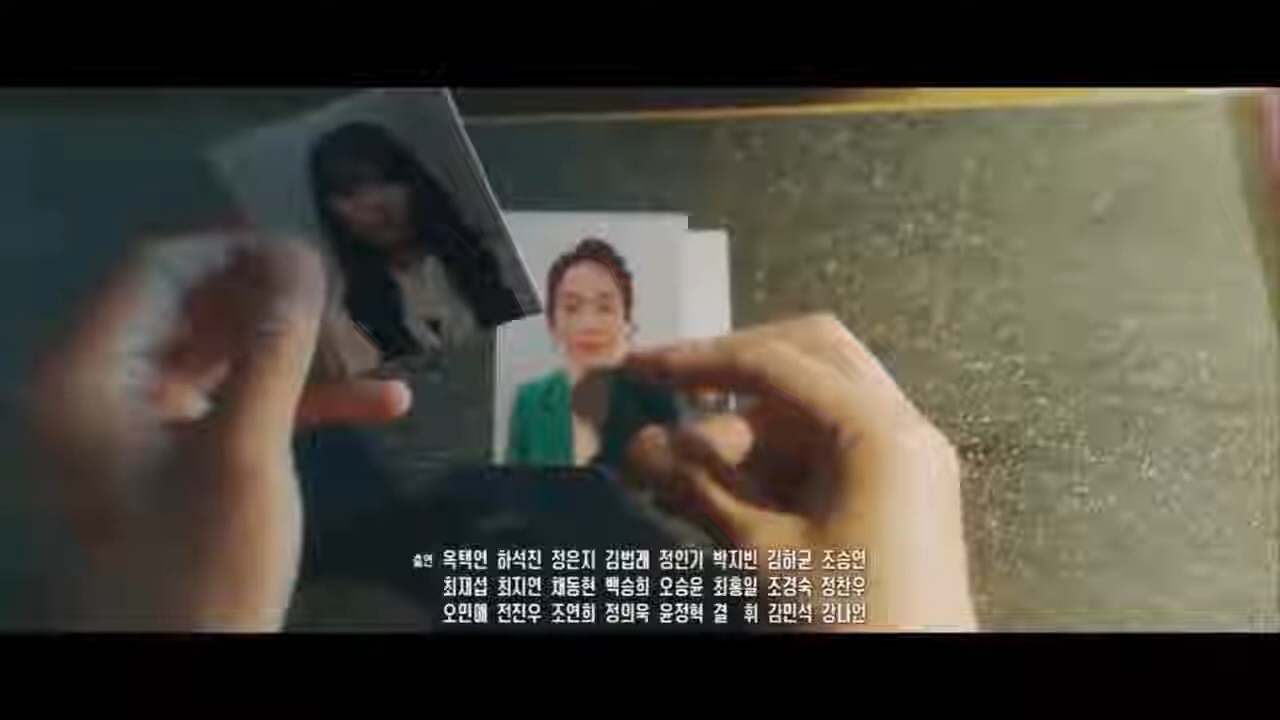 출연 옥택연 하석진 정은지 김법래 정인기 박지빈 김하균 조승연
최재섭 최지연 채동현 백승희 오승윤 최홍일 조경숙 정찬우
오민애 전진우 조연희 정의욱 윤정혁 결 휘 김민석 강나언